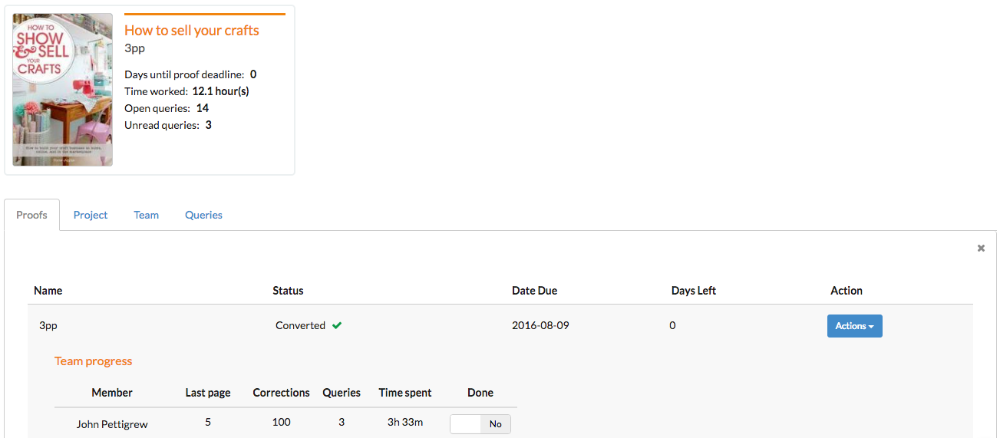 HOW TO
SHOW
& SELL
YOUR
CRAFTS
How to sell your crafts
3pp
Days until proof deadline: 0
Time worked: 12.1 hour(s)
Open queries: 14
Unread queries: 3
Proofs Project Team Queries
✖
Name Status Date Due Days Left Action
3pp Converted ✔ 2016-08-09 0 Actions
Team progress
Member Last page Corrections Queries Time spent Done
John Pettigrew 5 100 3 3h 33m No